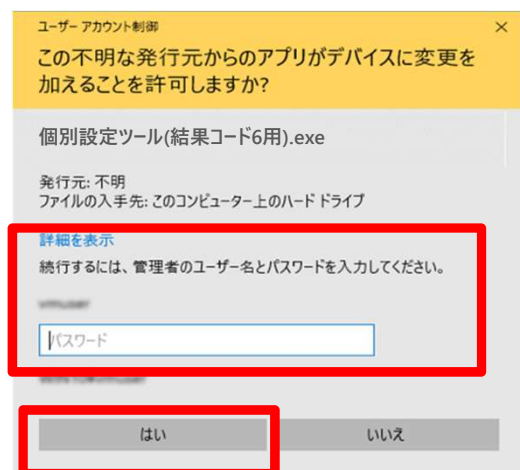 ユーザー アカウント制御
この不明な発行元からのアプリがデバイスに変更を
加えることを許可しますか?
個別設定ツール(結果コード6用).exe
発行元: 不明
ファイルの入手先: このコンピューター上のハード ドライブ
詳細を表示
続行するには、管理者のユーザー名とパスワードを入力してください。
パスワード
はい
いいえ